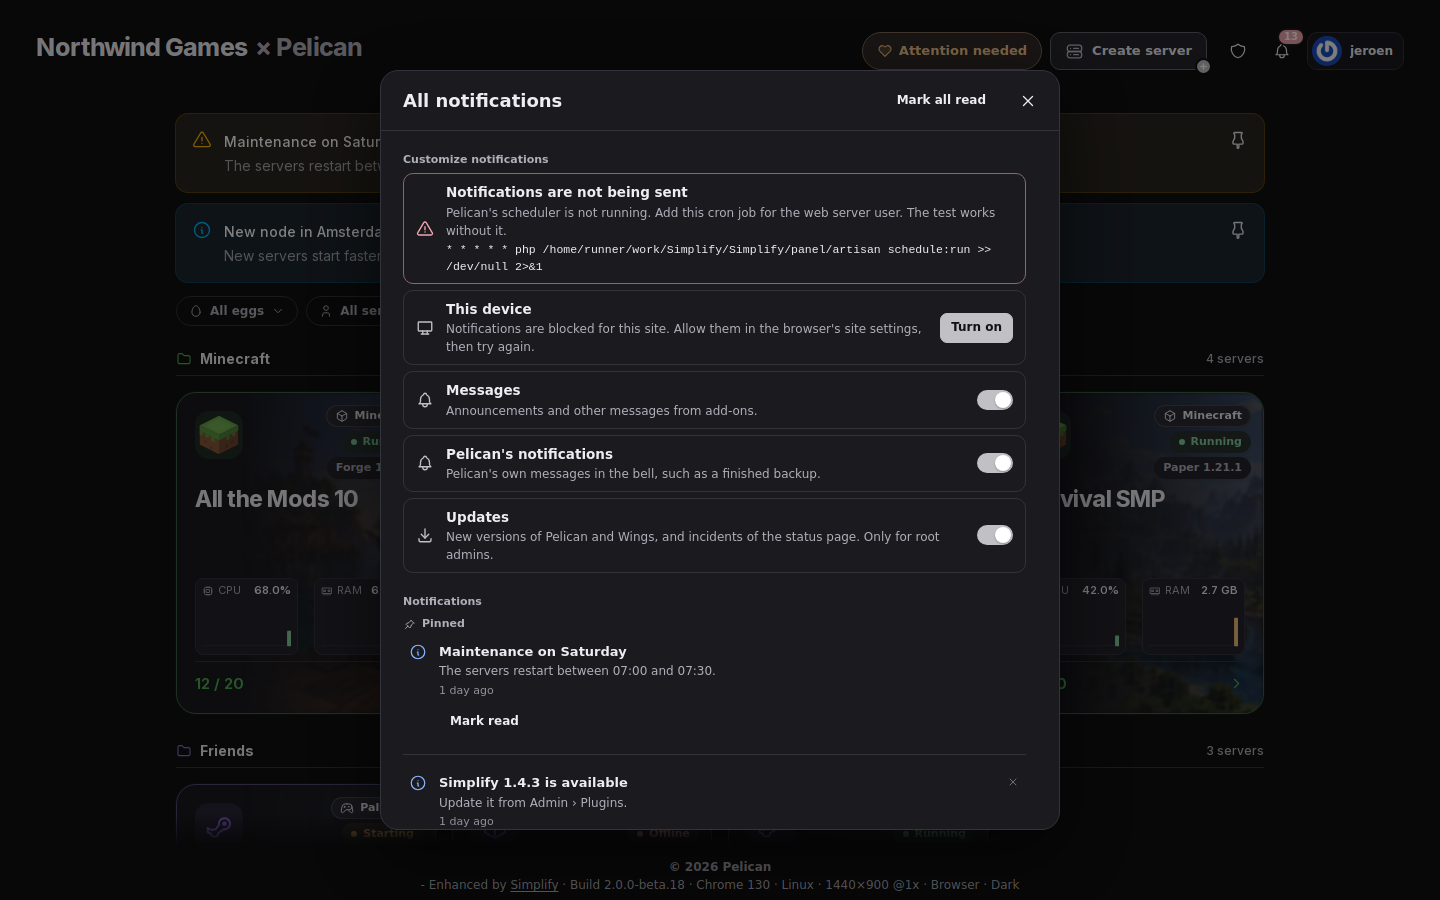 Northwind Games × Pelican
Attention needed
Create server
13
jeroen
All notifications
Mark all read
Maintenance on Satur
The servers restart
New node in Amsterda
New servers start faster
All eggs
All
Minecraft
4 servers
Customize notifications
Notifications are not being sent
Pelican's scheduler is not running. Add this cron job for the web server user. The test works
without it.
* * * * * php /home/runner/work/Simplify/Simplify/panel/artisan schedule:run >>
/dev/null 2>&1
This device
Notifications are blocked for this site. Allow them in the browser's site settings,
then try again.
Turn on
Messages
Announcements and other messages from add-ons.
Pelican's notifications
Pelican's own messages in the bell, such as a finished backup.
Updates
New versions of Pelican and Wings, and incidents of the status page. Only for root
admins.
Notifications
Pinned
Maintenance on Saturday
The servers restart between 07:00 and 07:30.
1 day ago
Mark read
Simplify 1.4.3 is available
Update it from Admin › Plugins.
1 day ago
Forge 1
All the Mods 10
CPU 68.0%
RAM 6
12 / 20
Minecraft
Running
Paper 1.21.1
vival SMP
42.0%
RAM 2.7 GB
Friends
3 servers
Pal
Starting
Offline
Running
© 2026 Pelican
- Enhanced by Simplify · Build 2.0.0-beta.18 · Chrome 130 · Linux · 1440×900 @1x · Browser · Dark